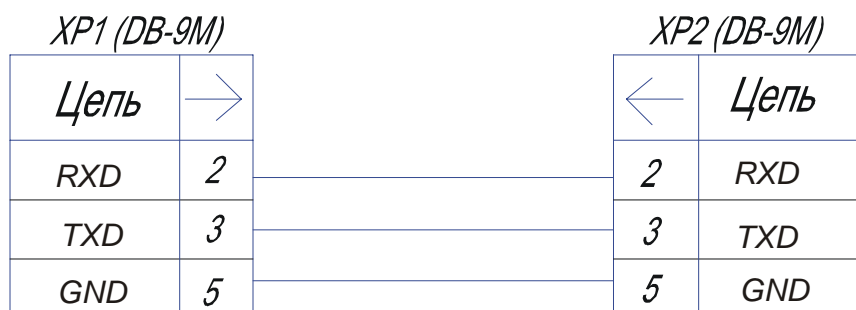 XP1 (DB-9M) XP2 (DB-9M)
Цепь Цепь
RXD 2 2 RXD
TXD 3 3 TXD
GND 5 5 GND